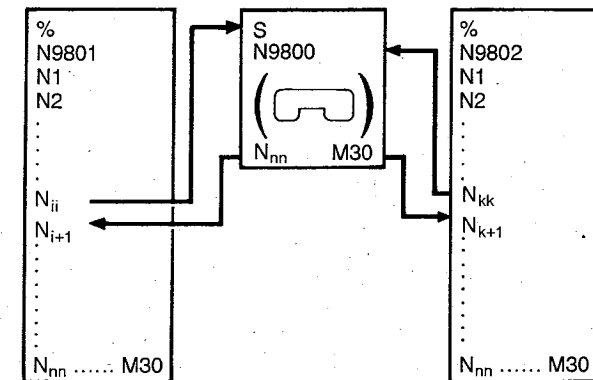 %
N9801
N1
N2
N_ii
N_i+1
N_nn ...... M30
S
N9800
N_nn M30
%
N9802
N1
N2
N_kk
N_k+1
N_nn ...... M30